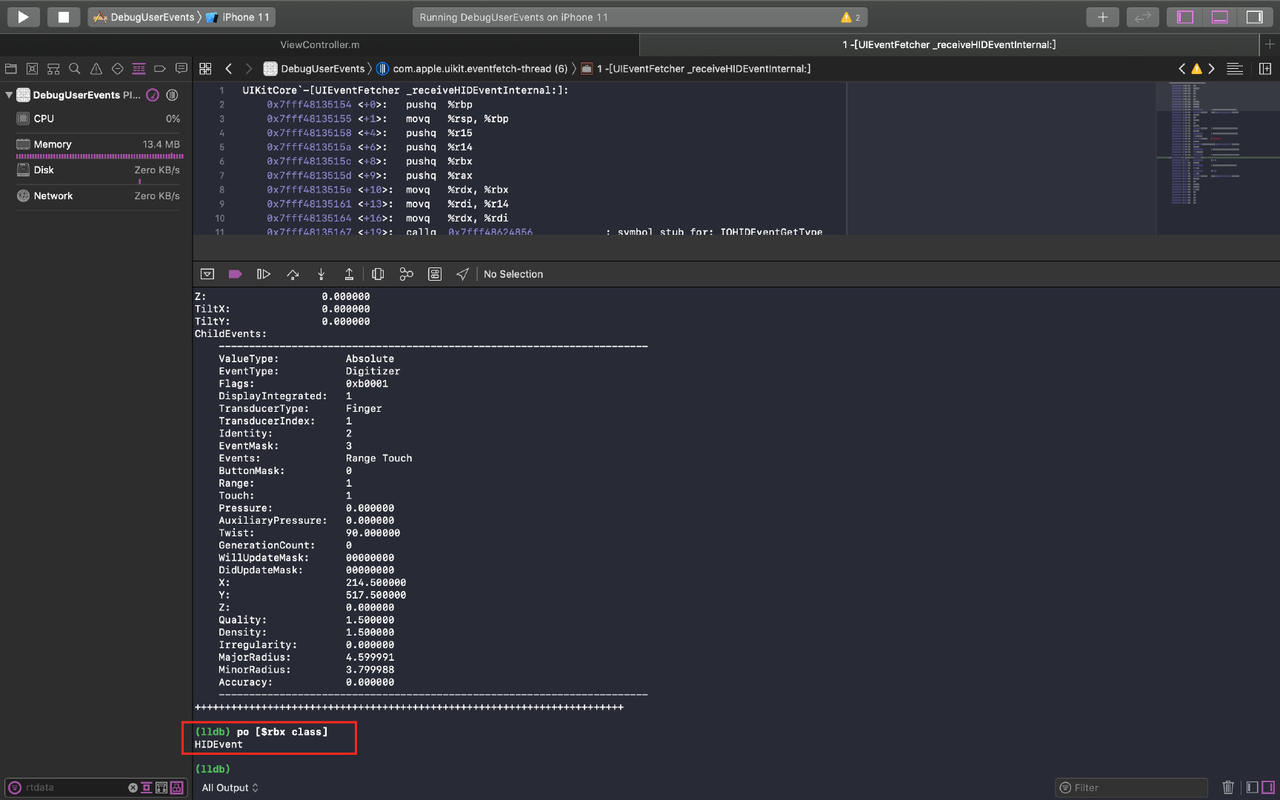 DebugUserEvents 〉 iPhone 11
Running DebugUserEvents on iPhone 11
2
ViewController.m
1 -[UIEventFetcher _receiveHIDEventInternal:]
DebugUserEvents 〉 com.apple.uikit.eventfetch-thread (6) 〉 1 -[UIEventFetcher _receiveHIDEventInternal:]
DebugUserEvents PI...
CPU 0%
Memory 13.4 MB
Disk Zero KB/s
Network Zero KB/s
1 UIKitCore`-[UIEventFetcher _receiveHIDEventInternal:]:
2 0x7fff48135154 <+0>: pushq %rbp
3 0x7fff48135155 <+1>: movq %rsp, %rbp
4 0x7fff48135158 <+4>: pushq %r15
5 0x7fff4813515a <+6>: pushq %r14
6 0x7fff4813515c <+8>: pushq %rbx
7 0x7fff4813515d <+9>: pushq %rax
8 0x7fff4813515e <+10>: movq %rdx, %rbx
9 0x7fff48135161 <+13>: movq %rdi, %r14
10 0x7fff48135164 <+16>: movq %rdx, %rdi
11 0x7fff48135167 <+19>: callq 0x7fff48624856 ; symbol stub for: IOHIDEventGetType
No Selection
Z: 0.000000
TiltX: 0.000000
TiltY: 0.000000
ChildEvents:
-----------------------------------------------------------------------
ValueType: Absolute
EventType: Digitizer
Flags: 0xb0001
DisplayIntegrated: 1
TransducerType: Finger
TransducerIndex: 1
Identity: 2
EventMask: 3
Events: Range Touch
ButtonMask: 0
Range: 1
Touch: 1
Pressure: 0.000000
AuxiliaryPressure: 0.000000
Twist: 90.000000
GenerationCount: 0
WillUpdateMask: 00000000
DidUpdateMask: 00000000
X: 214.500000
Y: 517.500000
Z: 0.000000
Quality: 1.500000
Density: 1.500000
Irregularity: 0.000000
MajorRadius: 4.599991
MinorRadius: 3.799988
Accuracy: 0.000000
-----------------------------------------------------------------------
+++++++++++++++++++++++++++++++++++++++++++++++++++++++++++++++++++++++
(lldb) po [$rbx class]
HIDEvent
(lldb)
rtdata
All Output
Filter